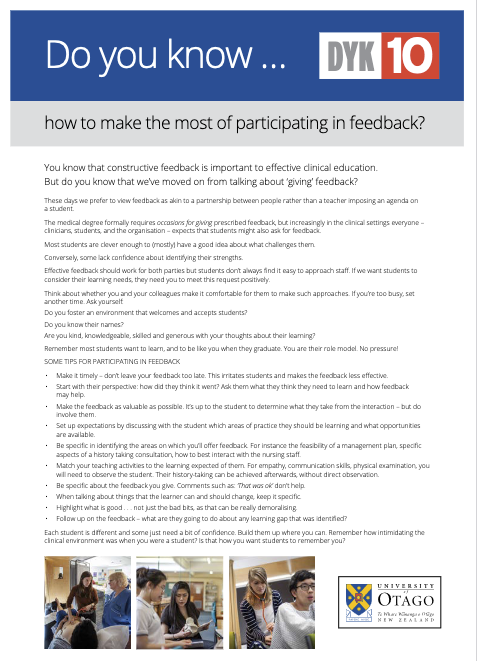 Do you know ...
DYK 10
how to make the most of participating in feedback?
You know that constructive feedback is important to effective clinical education.
But do you know that we've moved on from talking about 'giving' feedback?
These days we prefer to view feedback as akin to a partnership between people rather than a teacher imposing an agenda on
a student.
The medical degree formally requires occasions for giving prescribed feedback, but increasingly in the clinical settings everyone –
clinicians, students, and the organisation – expects that students might also ask for feedback.
Most students are clever enough to (mostly) have a good idea about what challenges them.
Conversely, some lack confidence about identifying their strengths.
Effective feedback should work for both parties but students don't always find it easy to approach staff. If we want students to
consider their learning needs, they need you to meet this request positively.
Think about whether you and your colleagues make it comfortable for them to make such approaches. If you're too busy, set
another time. Ask yourself:
Do you foster an environment that welcomes and accepts students?
Do you know their names?
Are you kind, knowledgeable, skilled and generous with your thoughts about their learning?
Remember most students want to learn, and to be like you when they graduate. You are their role model. No pressure!
SOME TIPS FOR PARTICIPATING IN FEEDBACK
• Make it timely – don't leave your feedback too late. This irritates students and makes the feedback less effective.
• Start with their perspective: how did they think it went? Ask them what they think they need to learn and how feedback
may help.
• Make the feedback as valuable as possible. It's up to the student to determine what they take from the interaction – but do
involve them.
• Set up expectations by discussing with the student which areas of practice they should be learning and what opportunities
are available.
• Be specific in identifying the areas on which you'll offer feedback. For instance the feasibility of a management plan, specific
aspects of history taking consultation, how to best interact with the nursing staff.
• Match your teaching activities to the learning expected of them. For empathy, communication skills, physical examination, you
will need to observe the student. Their history-taking can be achieved afterwards, without direct observation.
• Be specific about the feedback you give. Comments such as: 'That was ok' don't help.
• When talking about things that the learner can and should change, keep it specific.
• Highlight what is good . . . not just the bad bits, as that can be really demoralising.
• Follow up on the feedback – what are they going to do about any learning gap that was identified?
Each student is different and some just need a bit of confidence. Build them up where you can. Remember how intimidating the
clinical environment was when you were a student? Is that how you want students to remember you?
UNIVERSITY
of
OTAGO
Te Whare Wānanga o Otāgo
NEW ZEALAND